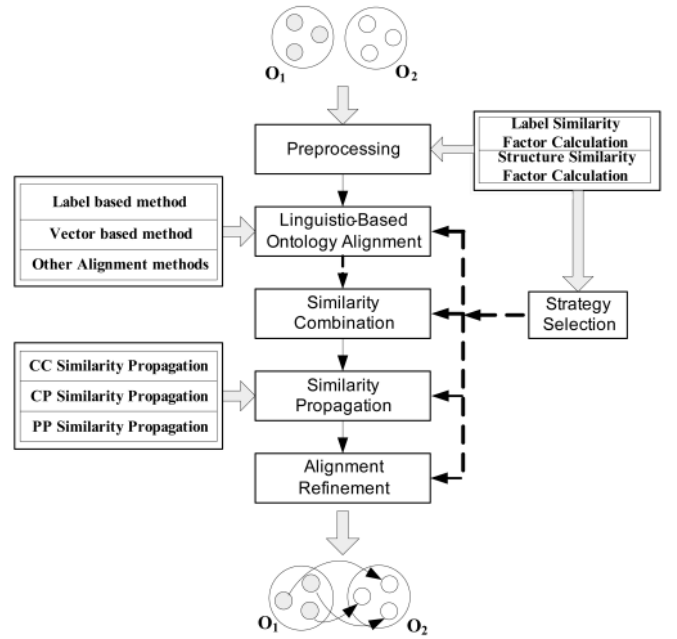 O1
O2
Preprocessing
Label Similarity
Factor Calculation
Structure Similarity
Factor Calculation
Label based method
Vector based method
Other Alignment methods
Linguistic-Based
Ontology Alignment
Similarity
Combination
Strategy
Selection
CC Similarity Propagation
CP Similarity Propagation
PP Similarity Propagation
Similarity
Propagation
Alignment
Refinement
O1
O2